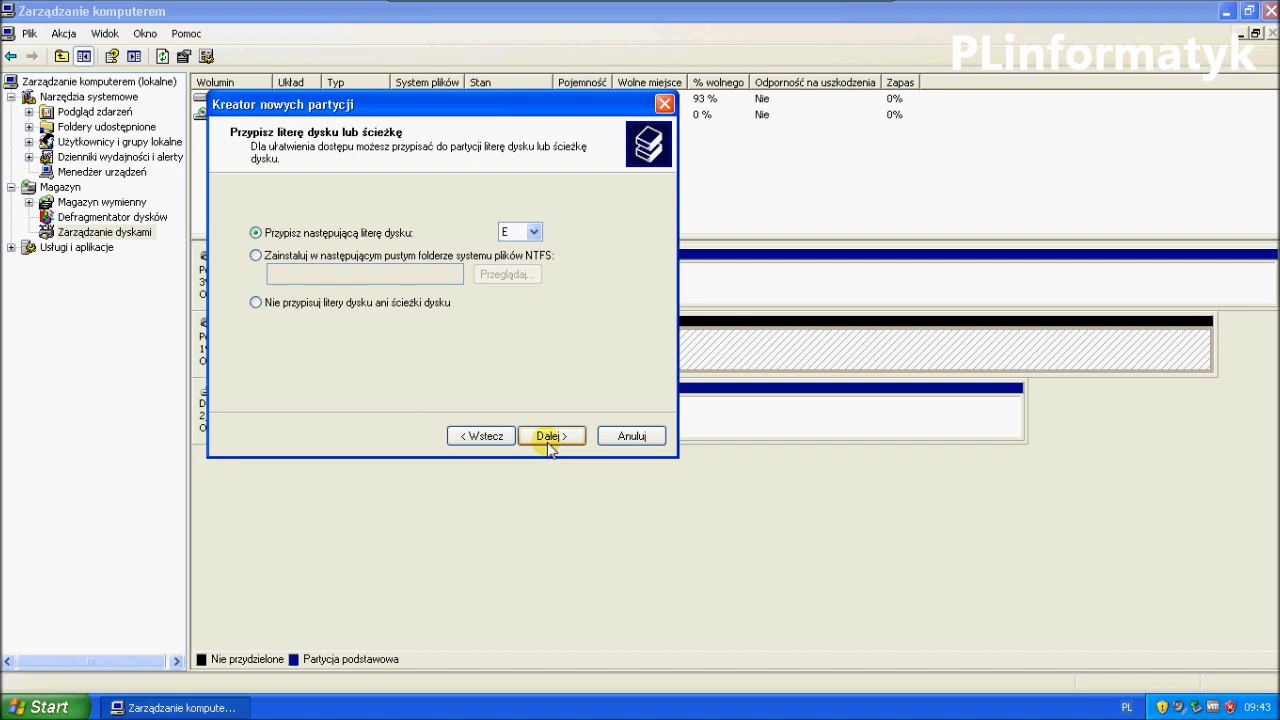 Zarządzanie komputerem
Plik Akcja Widok Okno Pomoc
PLinformatyk
Zarządzanie komputerem (lokalne)
Narzędzia systemowe
Podgląd zdarzeń
Foldery udostępnione
Użytkownicy i grupy lokalne
Dzienniki wydajności i alerty
Menedżer urządzeń
Magazyn
Magazyn wymienny
Defragmentator dysków
Zarządzanie dyskami
Usługi i aplikacje
Wolumin Układ Typ System plików Stan Pojemność Wolne miejsce % wolnego Odporność na uszkodzenia Zapas
93 % Nie 0%
0 % Nie 0%
Kreator nowych partycji
Przypisz literę dysku lub ścieżkę
Dla ułatwienia dostępu możesz przypisać do partycji literę dysku lub ścieżkę
dysku.
Przypisz następującą literę dysku: E
Zainstaluj w następującym pustym folderze systemu plików NTFS:
Przeglądaj...
Nie przypisuj litery dysku ani ścieżki dysku
< Wstecz Dalej > Anuluj
Nie przydzielone Partycja podstawowa
Start Zarządzanie kompute... PL 09:43